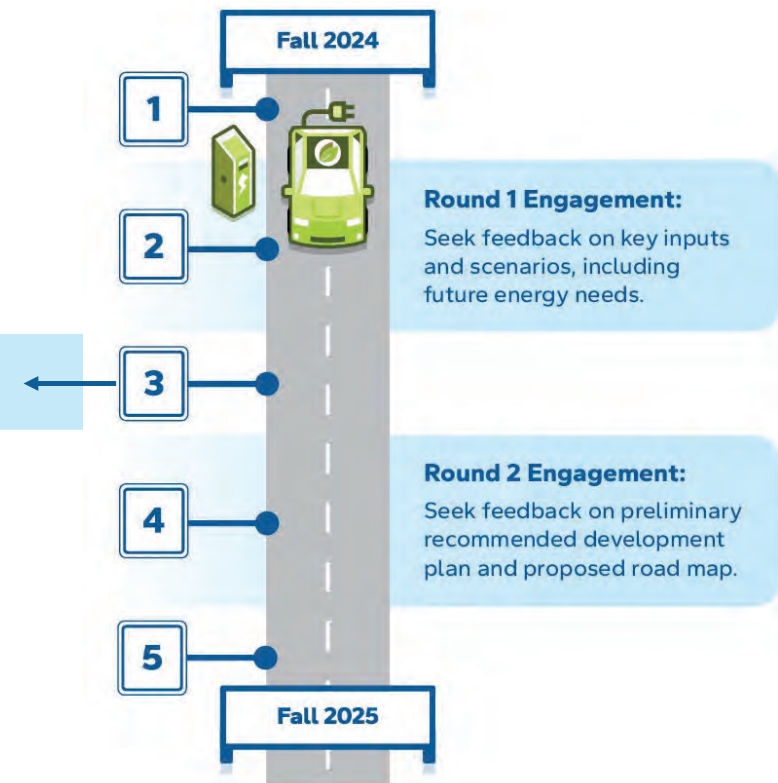 Fall 2024
1
Round 1 Engagement:
Seek feedback on key inputs
and scenarios, including
future energy needs.
2
3
Round 2 Engagement:
Seek feedback on preliminary
recommended development
plan and proposed road map.
4
5
Fall 2025